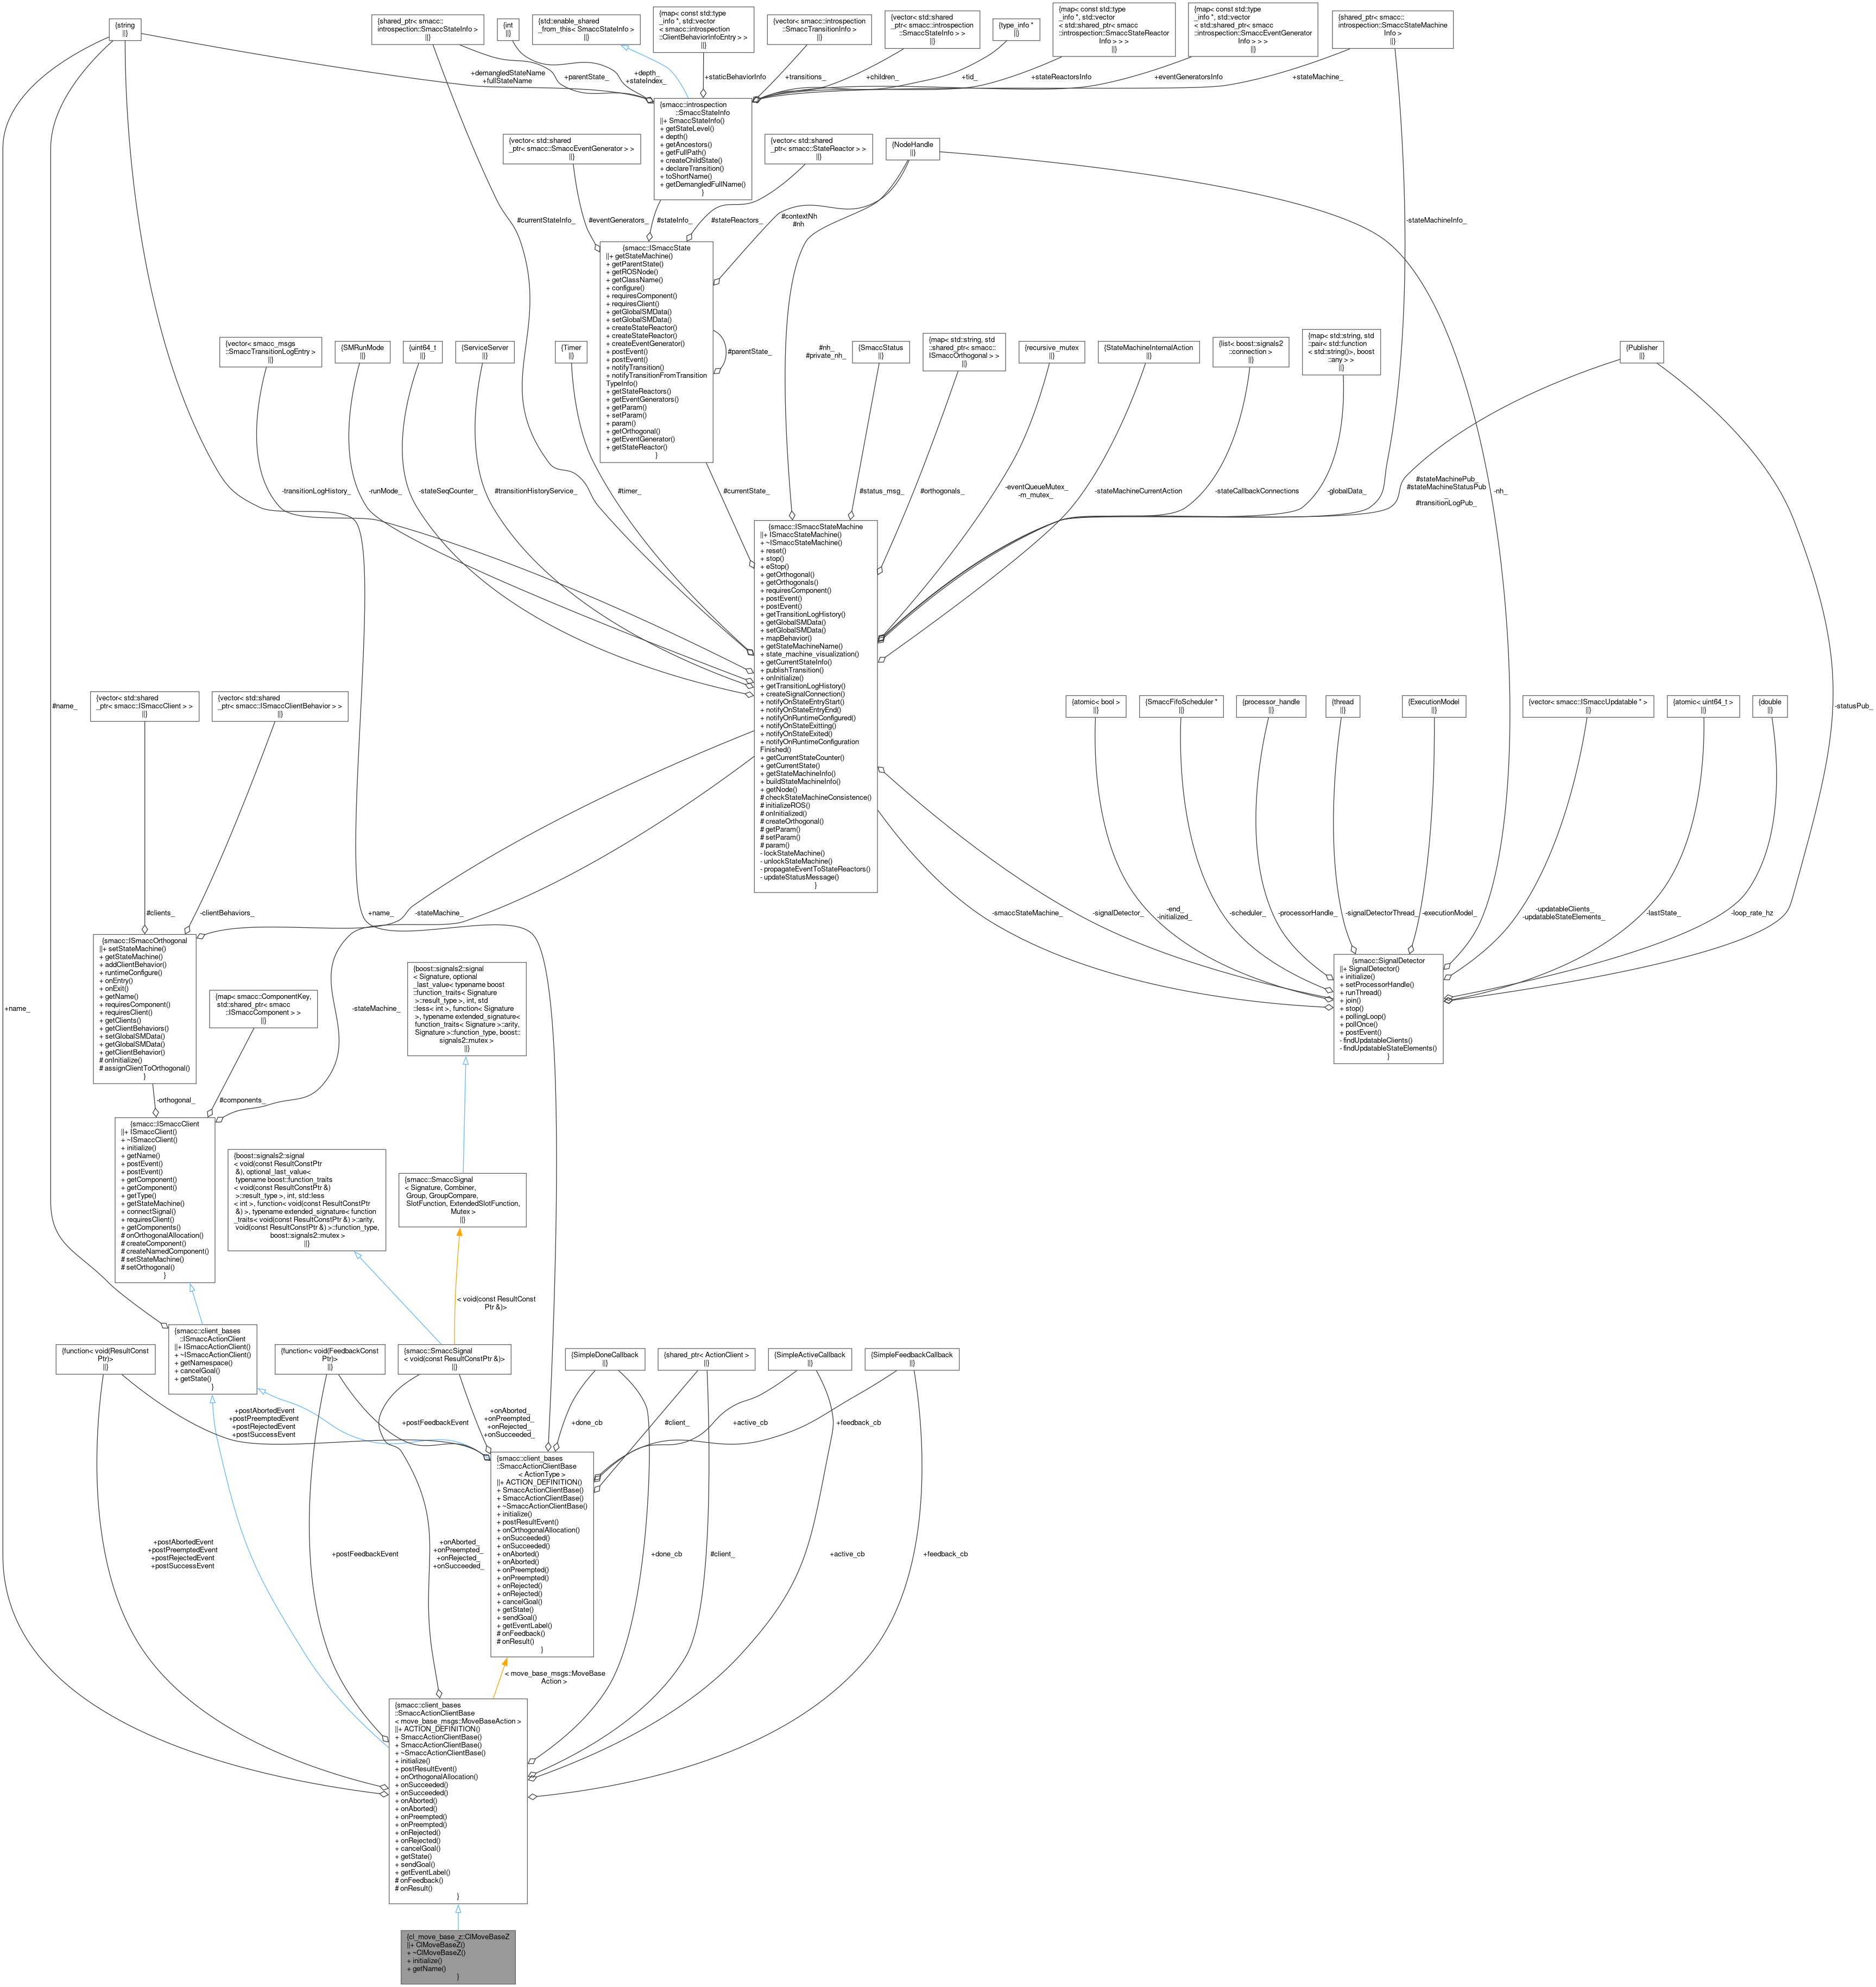 {string
||}
{shared_ptr< smacc::
introspection::SmaccStateInfo >
||}
{int
||}
{std::enable_shared
_from_this< SmaccStateInfo >
||}
{map< const std::type
_info *, std::vector
< smacc::introspection
::ClientBehaviorInfoEntry > >
||}
{vector< smacc::introspection
::SmaccTransitionInfo >
||}
{vector< std::shared
_ptr< smacc::introspection
::SmaccStateInfo > >
||}
{type_info *
||}
{map< const std::type
_info *, std::vector
< std::shared_ptr< smacc
::introspection::SmaccStateReactor
Info > > >
||}
{map< const std::type
_info *, std::vector
< std::shared_ptr< smacc
::introspection::SmaccEventGenerator
Info > > >
||}
{shared_ptr< smacc::
introspection::SmaccStateMachine
Info >
||}
+demangledStateName
+fullStateName
+parentState_
+depth_
+stateIndex_
+staticBehaviorInfo
+transitions_
+children_
+tid_
+stateReactorsInfo
+eventGeneratorsInfo
+stateMachine_
{smacc::introspection
::SmaccStateInfo
||+ SmaccStateInfo()
+ getStateLevel()
+ depth()
+ getAncestors()
+ getFullPath()
+ createChildState()
+ declareTransition()
+ toShortName()
+ getDemangledFullName()
}
{vector< std::shared
_ptr< smacc::SmaccEventGenerator > >
||}
{vector< std::shared
_ptr< smacc::StateReactor > >
||}
{NodeHandle
||}
#currentStateInfo_
#eventGenerators_
#stateInfo_
#stateReactors_
#contextNh
#nh
-stateMachineInfo_
{smacc::ISmaccState
||+ getStateMachine()
+ getParentState()
+ getROSNode()
+ getClassName()
+ configure()
+ requiresComponent()
+ requiresClient()
+ getGlobalSMData()
+ setGlobalSMData()
+ createStateReactor()
+ createStateReactor()
+ createEventGenerator()
+ postEvent()
+ postEvent()
+ notifyTransition()
+ notifyTransitionFromTransition
TypeInfo()
+ getStateReactors()
+ getEventGenerators()
+ getParam()
+ setParam()
+ param()
+ getOrthogonal()
+ getEventGenerator()
+ getStateReactor()
}
#parentState_
{vector< smacc_msgs
::SmaccTransitionLogEntry >
||}
{SMRunMode
||}
{uint64_t
||}
{ServiceServer
||}
{Timer
||}
#nh_
#private_nh_
{SmaccStatus
||}
{map< std::string, std
::shared_ptr< smacc::
ISmaccOrthogonal > >
||}
{recursive_mutex
||}
{StateMachineInternalAction
||}
{list< boost::signals2
::connection >
||}
{map< std::string, std
::pair< std::function
< std::string()>, boost
::any > >
||}
{Publisher
||}
-transitionLogHistory_
-runMode_
-stateSeqCounter_
#transitionHistoryService_
#timer_
#currentState_
#status_msg_
#orthogonals_
-eventQueueMutex_
-m_mutex_
-stateMachineCurrentAction
-stateCallbackConnections
-globalData_
#stateMachinePub_
#stateMachineStatusPub
_
#transitionLogPub_
-nh_
{smacc::ISmaccStateMachine
||+ ISmaccStateMachine()
+ ~ISmaccStateMachine()
+ reset()
+ stop()
+ eStop()
+ getOrthogonal()
+ getOrthogonals()
+ requiresComponent()
+ postEvent()
+ postEvent()
+ getTransitionLogHistory()
+ getGlobalSMData()
+ setGlobalSMData()
+ mapBehavior()
+ getStateMachineName()
+ state_machine_visualization()
+ getCurrentStateInfo()
+ publishTransition()
+ onInitialize()
+ getTransitionLogHistory()
+ createSignalConnection()
+ notifyOnStateEntryStart()
+ notifyOnStateEntryEnd()
+ notifyOnRuntimeConfigured()
+ notifyOnStateExitting()
+ notifyOnStateExited()
+ notifyOnRuntimeConfiguration
Finished()
+ getCurrentStateCounter()
+ getCurrentState()
+ getStateMachineInfo()
+ buildStateMachineInfo()
+ getNode()
# checkStateMachineConsistence()
# initializeROS()
# onInitialized()
# createOrthogonal()
# getParam()
# setParam()
# param()
- lockStateMachine()
- unlockStateMachine()
- propagateEventToStateReactors()
- updateStatusMessage()
}
#name_
{vector< std::shared
_ptr< smacc::ISmaccClient > >
||}
{vector< std::shared
_ptr< smacc::ISmaccClientBehavior > >
||}
{atomic< bool >
||}
{SmaccFifoScheduler *
||}
{processor_handle
||}
{thread
||}
{ExecutionModel
||}
{vector< smacc::ISmaccUpdatable * >
||}
{atomic< uint64_t >
||}
{double
||}
-statusPub_
#clients_
-clientBehaviors_
+name_
-stateMachine_
-smaccStateMachine_
-signalDetector_
-end_
-initialized_
-scheduler_
-processorHandle_
-signalDetectorThread_
-executionModel_
-updatableClients_
-updatableStateElements_
-lastState_
-loop_rate_hz
{smacc::ISmaccOrthogonal
||+ setStateMachine()
+ getStateMachine()
+ addClientBehavior()
+ runtimeConfigure()
+ onEntry()
+ onExit()
+ getName()
+ requiresComponent()
+ requiresClient()
+ getClients()
+ getClientBehaviors()
+ setGlobalSMData()
+ getGlobalSMData()
+ getClientBehavior()
# onInitialize()
# assignClientToOrthogonal()
}
{smacc::SignalDetector
||+ SignalDetector()
+ initialize()
+ setProcessorHandle()
+ runThread()
+ join()
+ stop()
+ pollingLoop()
+ pollOnce()
+ postEvent()
- findUpdatableClients()
- findUpdatableStateElements()
}
{map< smacc::ComponentKey,
std::shared_ptr< smacc
::ISmaccComponent > >
||}
{boost::signals2::signal
< Signature, optional
_last_value< typename boost
::function_traits< Signature
>::result_type >, int, std
::less< int >, function< Signature
>, typename extended_signature<
function_traits< Signature >::arity,
Signature >::function_type, boost::
signals2::mutex >
||}
+name_
-stateMachine_
-orthogonal_
#components_
{smacc::ISmaccClient
||+ ISmaccClient()
+ ~ISmaccClient()
+ initialize()
+ getName()
+ postEvent()
+ postEvent()
+ getComponent()
+ getComponent()
+ getType()
+ getStateMachine()
+ connectSignal()
+ requiresClient()
+ getComponents()
# onOrthogonalAllocation()
# createComponent()
# createNamedComponent()
# setStateMachine()
# setOrthogonal()
}
{boost::signals2::signal
< void(const ResultConstPtr
&), optional_last_value<
typename boost::function_traits
< void(const ResultConstPtr &)
>::result_type >, int, std::less
< int >, function< void(const ResultConstPtr
&) >, typename extended_signature< function
_traits< void(const ResultConstPtr &) >::arity,
void(const ResultConstPtr &) >::function_type,
boost::signals2::mutex >
||}
{smacc::SmaccSignal
< Signature, Combiner,
Group, GroupCompare,
SlotFunction, ExtendedSlotFunction,
Mutex >
||}
< void(const ResultConst
Ptr &)>
{smacc::client_bases
::ISmaccActionClient
||+ ISmaccActionClient()
+ ~ISmaccActionClient()
+ getNamespace()
+ cancelGoal()
+ getState()
}
{function< void(ResultConst
Ptr)>
||}
{function< void(FeedbackConst
Ptr)>
||}
{smacc::SmaccSignal
< void(const ResultConstPtr &)>
||}
{SimpleDoneCallback
||}
{shared_ptr< ActionClient >
||}
{SimpleActiveCallback
||}
{SimpleFeedbackCallback
||}
+postAbortedEvent
+postPreemptedEvent
+postRejectedEvent
+postSuccessEvent
+postFeedbackEvent
+onAborted_
+onPreempted_
+onRejected_
+onSucceeded_
+done_cb
#client_
+active_cb
+feedback_cb
{smacc::client_bases
::SmaccActionClientBase
< ActionType >
||+ ACTION_DEFINITION()
+ SmaccActionClientBase()
+ SmaccActionClientBase()
+ ~SmaccActionClientBase()
+ initialize()
+ postResultEvent()
+ onOrthogonalAllocation()
+ onSucceeded()
+ onSucceeded()
+ onAborted()
+ onAborted()
+ onPreempted()
+ onPreempted()
+ onRejected()
+ onRejected()
+ cancelGoal()
+ getState()
+ sendGoal()
+ getEventLabel()
# onFeedback()
# onResult()
}
+postAbortedEvent
+postPreemptedEvent
+postRejectedEvent
+postSuccessEvent
+postFeedbackEvent
+onAborted_
+onPreempted_
+onRejected_
+onSucceeded_
+done_cb
#client_
+active_cb
+feedback_cb
< move_base_msgs::MoveBase
Action >
{smacc::client_bases
::SmaccActionClientBase
< move_base_msgs::MoveBaseAction >
||+ ACTION_DEFINITION()
+ SmaccActionClientBase()
+ SmaccActionClientBase()
+ ~SmaccActionClientBase()
+ initialize()
+ postResultEvent()
+ onOrthogonalAllocation()
+ onSucceeded()
+ onSucceeded()
+ onAborted()
+ onAborted()
+ onPreempted()
+ onPreempted()
+ onRejected()
+ onRejected()
+ cancelGoal()
+ getState()
+ sendGoal()
+ getEventLabel()
# onFeedback()
# onResult()
}
{cl_move_base_z::ClMoveBaseZ
||+ ClMoveBaseZ()
+ ~ClMoveBaseZ()
+ initialize()
+ getName()
}